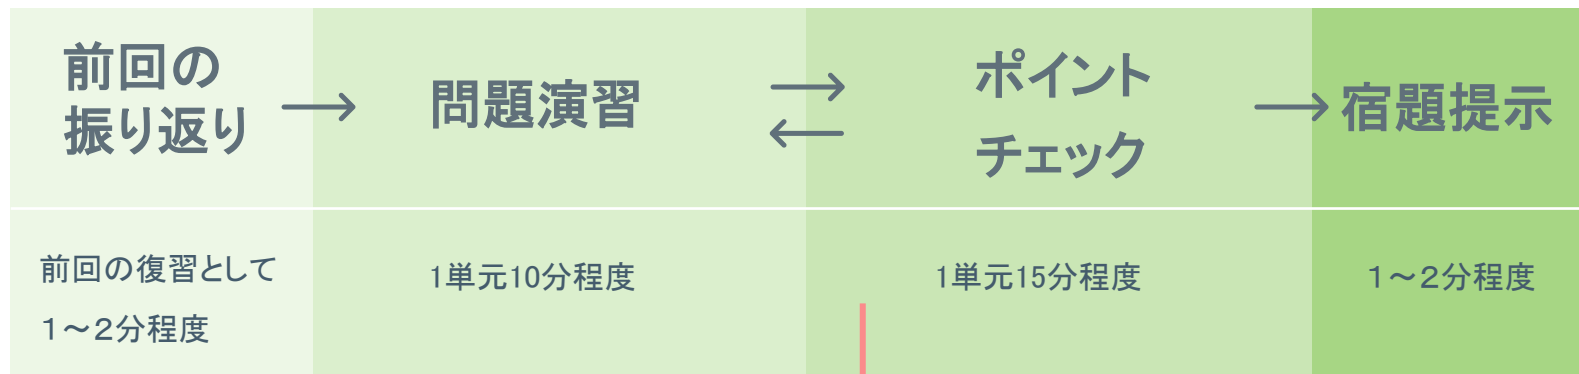 前回の
振り返り
問題演習
ポイント
チェック
宿題提示
前回の復習として
１～２分程度
1単元10分程度
1単元15分程度
１～２分程度